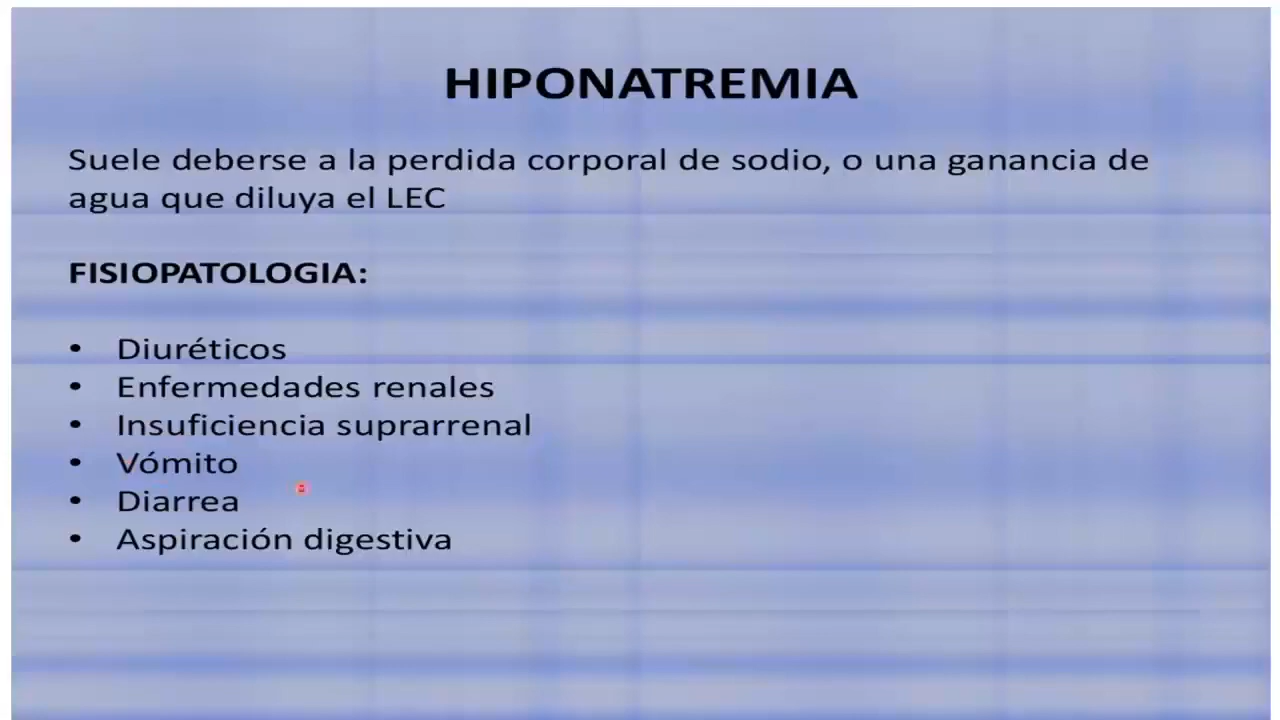 HIPONATREMIA
Suele deberse a la perdida corporal de sodio, o una ganancia de
agua que diluya el LEC
FISIOPATOLOGIA:
• Diuréticos
• Enfermedades renales
• Insuficiencia suprarrenal
• Vómito
• Diarrea
• Aspiración digestiva